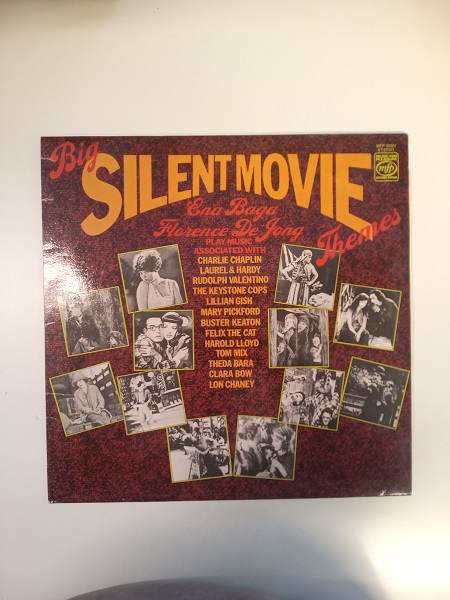 Big
SILENT MOVIE
Themes
Ena Baga
Florence De Jong
PLAY MUSIC
ASSOCIATED WITH
CHARLIE CHAPLIN
LAUREL & HARDY
RUDOLPH VALENTINO
THE KEYSTONE COPS
LILLIAN GISH
MARY PICKFORD
BUSTER KEATON
FELIX THE CAT
HAROLD LLOYD
TOM MIX
THEDA BARA
CLARA BOW
LON CHANEY
STEREO
mfp